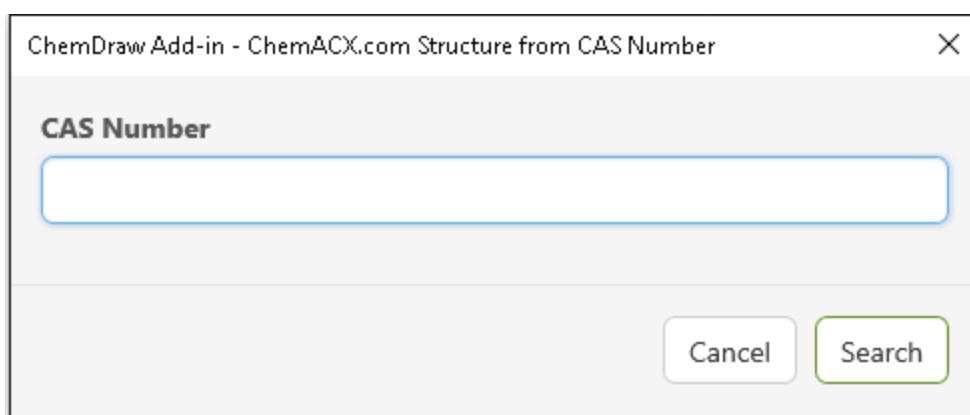 ChemDraw Add-in - ChemACX.com Structure from CAS Number
CAS Number
Cancel Search